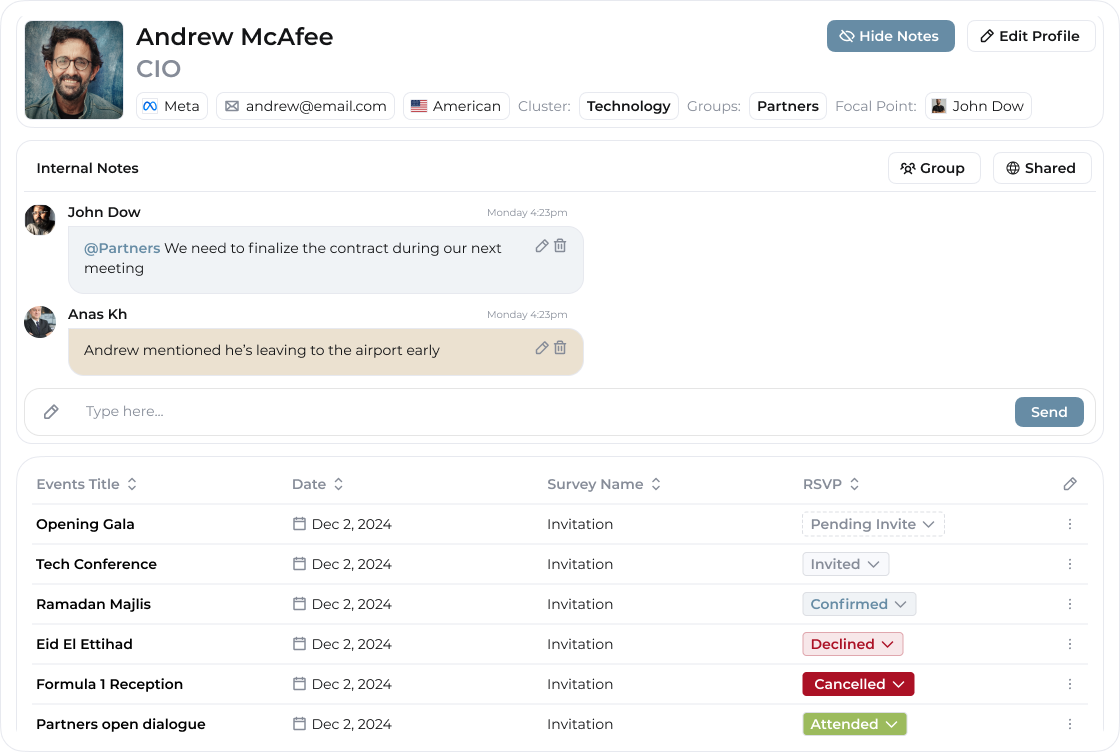 Andrew McAfee
Hide Notes
Edit Profile
CIO
Meta andrew@email.com American Cluster: Technology Groups: Partners Focal Point: John Dow
Internal Notes
Group
Shared
John Dow Monday 4:23pm
@Partners We need to finalize the contract during our next
meeting
Anas Kh Monday 4:23pm
Andrew mentioned he's leaving to the airport early
Type here...
Send
Events Title Date Survey Name RSVP
Opening Gala Dec 2, 2024 Invitation Pending Invite
Tech Conference Dec 2, 2024 Invitation Invited
Ramadan Majlis Dec 2, 2024 Invitation Confirmed
Eid El Ettihad Dec 2, 2024 Invitation Declined
Formula 1 Reception Dec 2, 2024 Invitation Cancelled
Partners open dialogue Dec 2, 2024 Invitation Attended